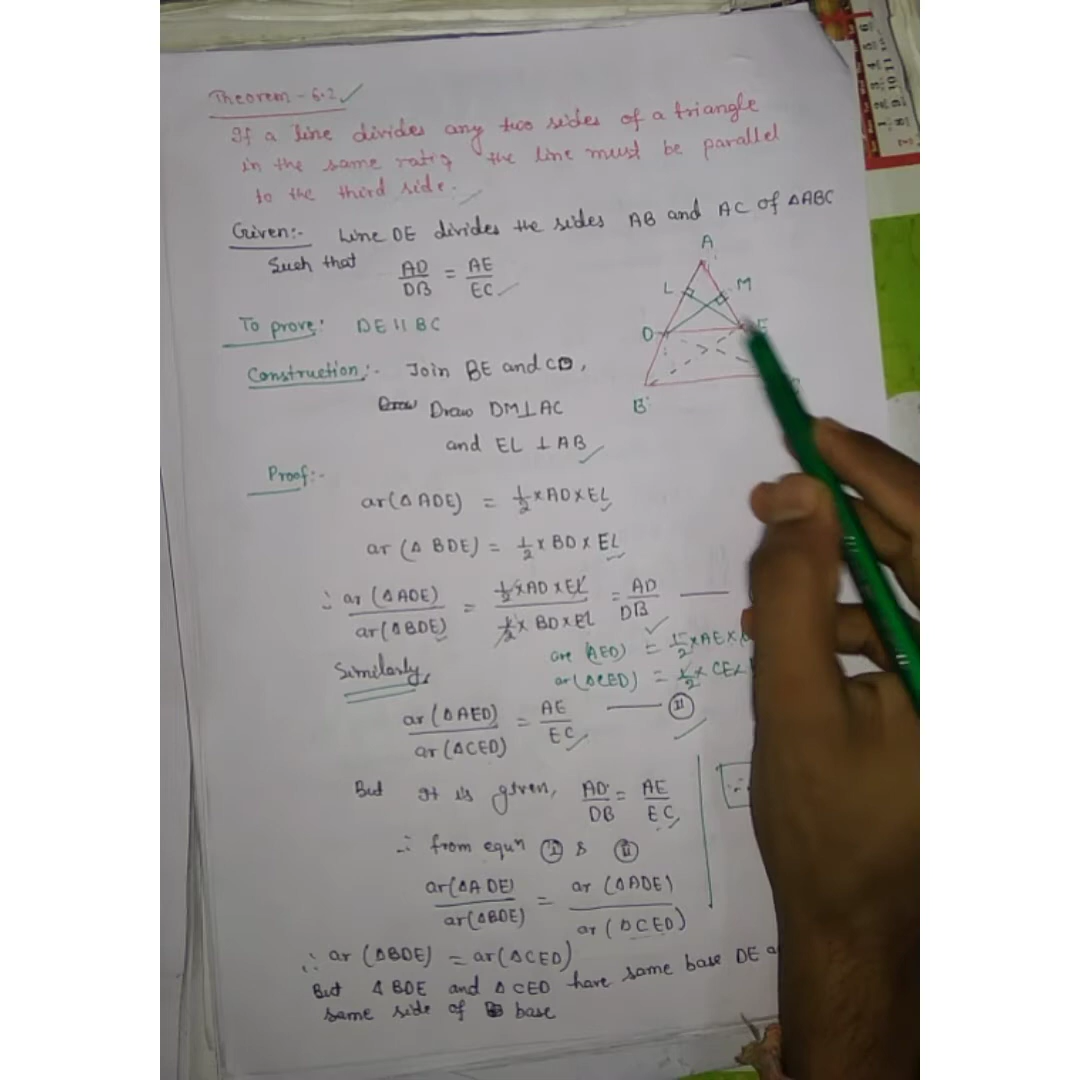 Theorem - 6.2 ✓
If a line divides any two sides of a triangle
in the same ratio, the line must be parallel
to the third side.
Given:- Line DE divides the sides AB and AC of ΔABC
Such that AD/DB = AE/EC
A
L M
D E
B
To prove: DE || BC
Construction:- Join BE and CD,
Draw DM⊥AC
and EL ⊥ AB
Proof:-
ar(Δ ADE) = 1/2 × AD × EL
ar (Δ BDE) = 1/2 × BD × EL
∴ ar (ΔADE) / ar(ΔBDE) = 1/2 × AD × EL / 1/2 × BD × EL = AD/DB
are (AED) = 1/2 × AE ×
ar(ΔCED) = 1/2 × CE ×
Similarly,
ar (ΔAED) / ar (ΔCED) = AE/EC —— (II)
But It is given, AD/DB = AE/EC
∴
∴ from equn (I) & (II)
ar(ΔADE) / ar(ΔBDE) = ar (ΔADE) / ar (ΔCED)
∴ ar (ΔBDE) = ar(ΔCED)
But Δ BDE and Δ CED have same base DE a
same side of base